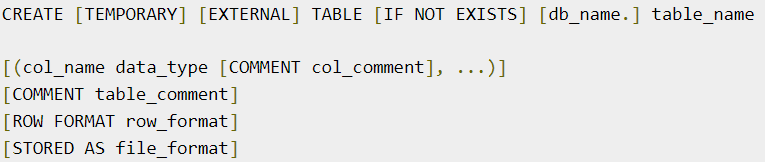 CREATE [TEMPORARY] [EXTERNAL] TABLE [IF NOT EXISTS] [db_name.] table_name
[(col_name data_type [COMMENT col_comment], ...)]
[COMMENT table_comment]
[ROW FORMAT row_format]
[STORED AS file_format]